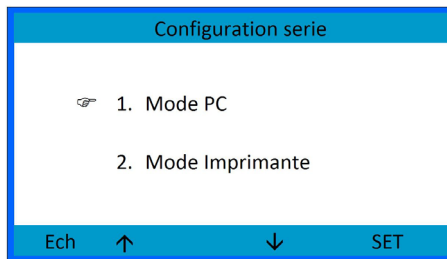 Configuration serie
☞ 1. Mode PC
2. Mode Imprimante
Ech ↑ ↓ SET